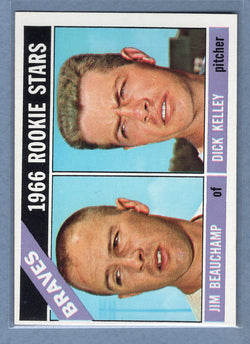 1966 ROOKIE STARS
BRAVES
DICK KELLEY pitcher
JIM BEAUCHAMP of